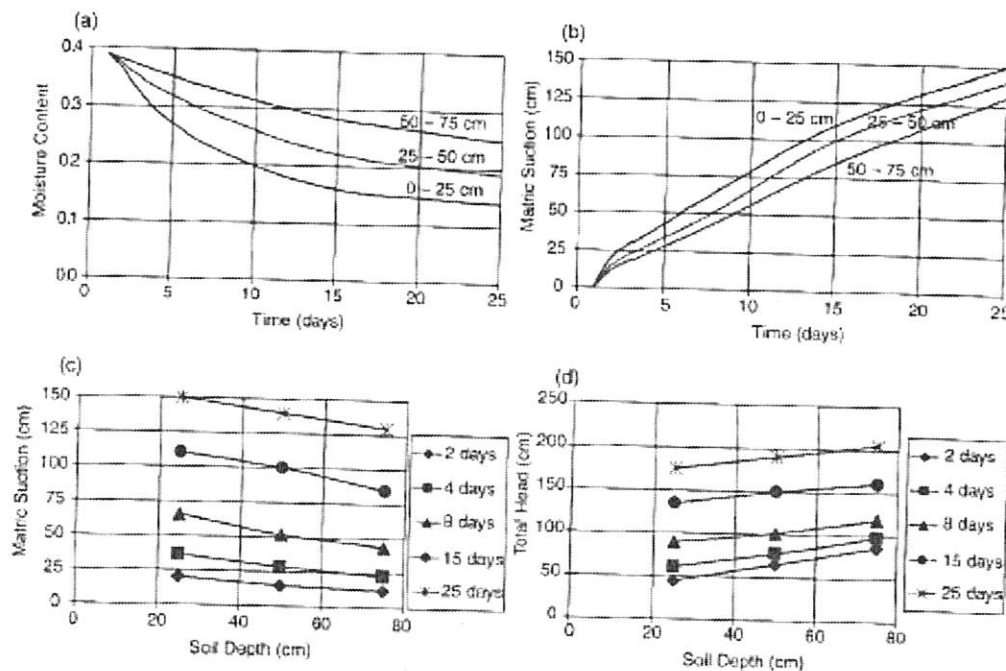 (a)
Moisture Content
0.4
0.3
0.2
0.1
0.0
50 – 75 cm
25 – 50 cm
0 – 25 cm
0 5 10 15 20 25
Time (days)
(b)
Matric Suction (cm)
150
125
100
75
50
25
0
0 – 25 cm
25 – 50 cm
50 – 75 cm
0 5 10 15 20 25
Time (days)
(c)
Matric Suction (cm)
150
125
100
75
50
25
0
0 20 40 60 80
Soil Depth (cm)
2 days
4 days
8 days
15 days
25 days
(d)
Total Head (cm)
250
200
150
100
50
0
0 20 40 60 80
Soil Depth (cm)
2 days
4 days
8 days
15 days
25 days